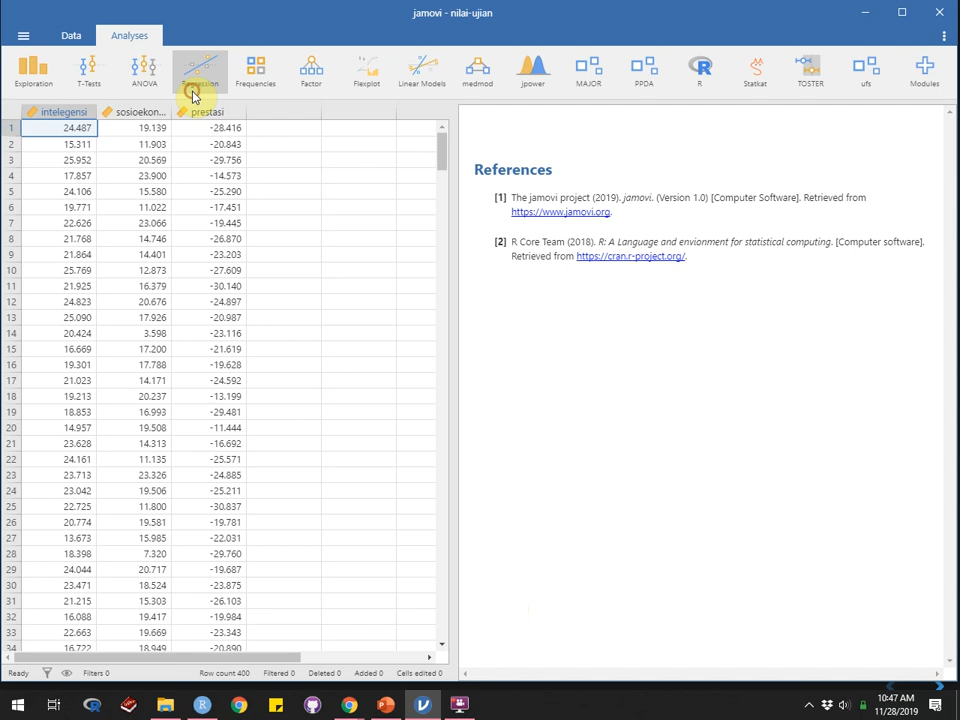 jamovi - nilai-ujian
Data Analyses
Exploration T-Tests ANOVA Regression Frequencies Factor Flexplot Linear Models medmod jpower MAJOR PPDA R Statkat TOSTER ufs Modules
intelegensi sosioekon... prestasi
1 24.487 19.139 -28.416
2 15.311 11.903 -20.843
3 25.952 20.569 -29.756
4 17.857 23.900 -14.573
5 24.106 15.580 -25.290
6 19.771 11.022 -17.451
7 22.626 23.066 -19.445
8 21.768 14.746 -26.870
9 21.864 14.401 -23.203
10 25.769 12.873 -27.609
11 21.925 16.379 -30.140
12 24.823 20.676 -24.897
13 25.090 17.926 -20.987
14 20.424 3.598 -23.116
15 16.669 17.200 -21.619
16 19.301 17.788 -19.628
17 21.023 14.171 -24.592
18 19.213 20.237 -13.199
19 18.853 16.993 -29.481
20 14.957 19.508 -11.444
21 23.628 14.313 -16.692
22 24.161 11.135 -25.571
23 23.713 23.326 -24.885
24 23.042 19.506 -25.211
25 22.725 11.800 -30.837
26 20.774 19.581 -19.781
27 13.673 15.985 -22.031
28 18.398 7.320 -29.760
29 24.044 20.717 -19.687
30 23.471 18.524 -23.875
31 21.215 15.303 -26.103
32 16.088 19.417 -19.984
33 22.663 19.669 -23.343
34 16.722 18.949 -20.890
Ready Filters 0 Row count 400 Filtered 0 Deleted 0 Added 0 Cells edited 0
References
[1] The jamovi project (2019). jamovi. (Version 1.0) [Computer Software]. Retrieved from
https://www.jamovi.org.
[2] R Core Team (2018). R: A Language and envionment for statistical computing. [Computer software].
Retrieved from https://cran.r-project.org/.
10:47 AM
11/28/2019